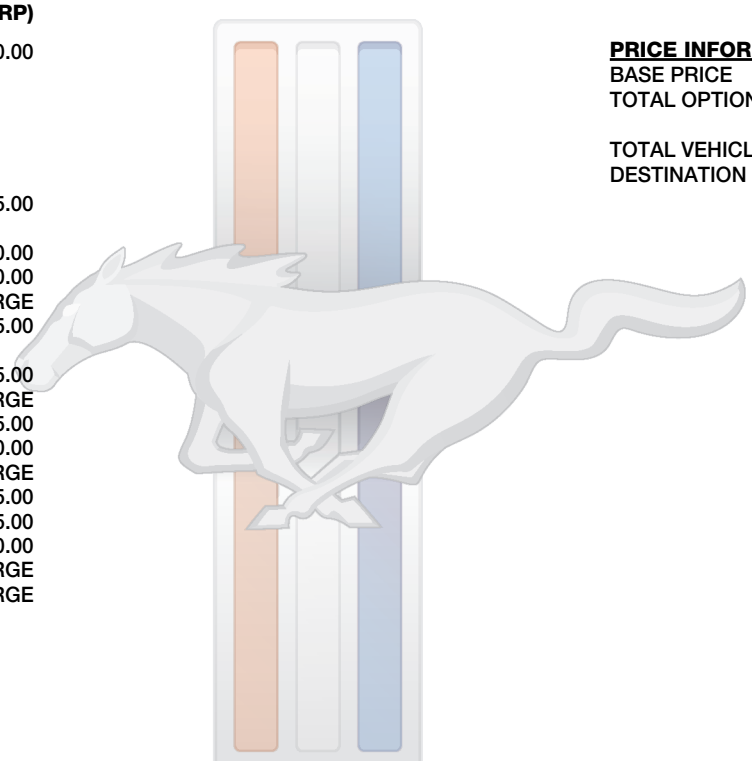 RP)
0.00
5.00
0.00
0.00
RGE
5.00
5.00
RGE
5.00
0.00
RGE
5.00
5.00
0.00
RGE
RGE
PRICE INFOR
BASE PRICE
TOTAL OPTION
TOTAL VEHICL
DESTINATION